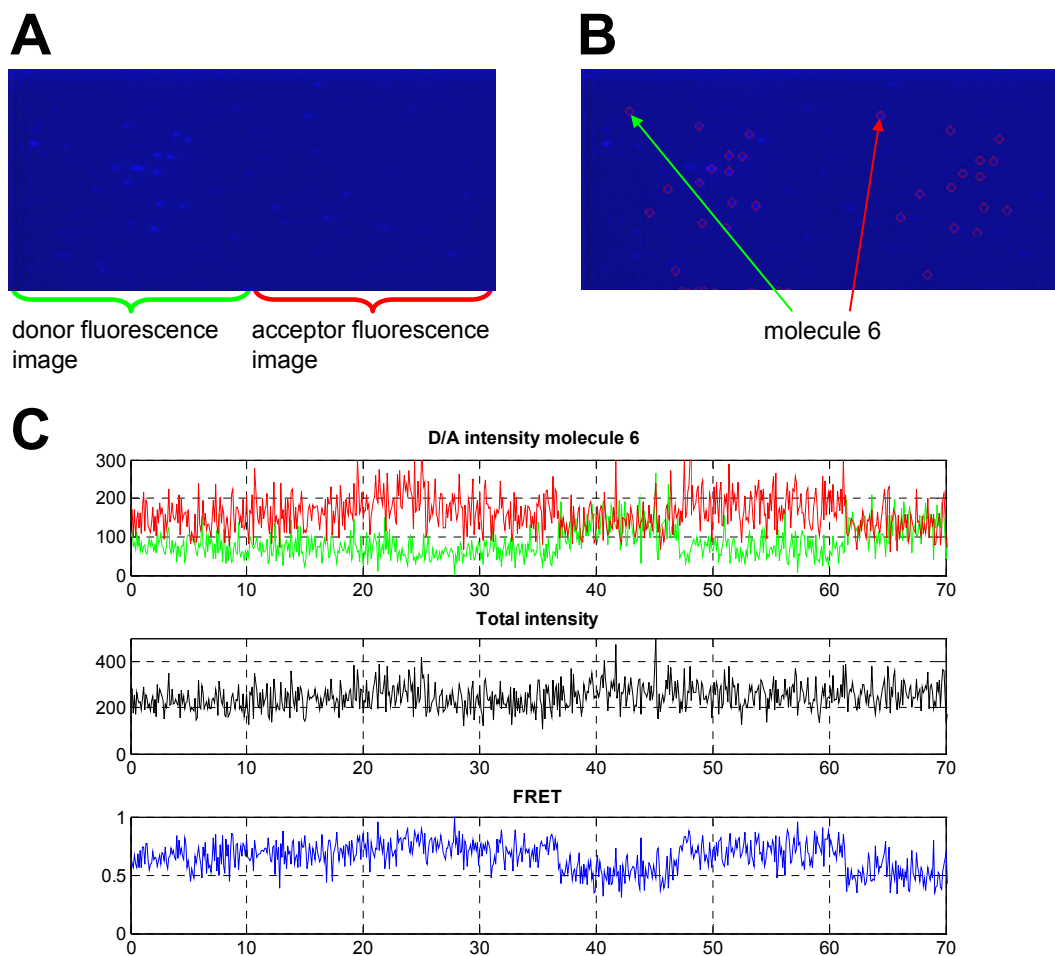 A
B
donor fluorescence
image
acceptor fluorescence
image
molecule 6
C
D/A intensity molecule 6
300
200
100
0
0 10 20 30 40 50 60 70
Total intensity
400
200
0
0 10 20 30 40 50 60 70
FRET
1
0.5
0
0 10 20 30 40 50 60 70